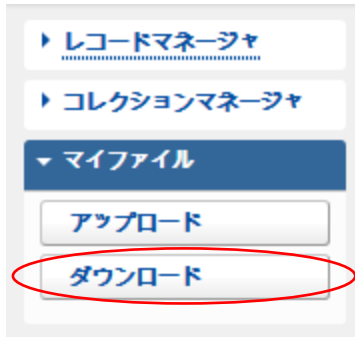 レコードマネージャ
コレクションマネージャ
マイファイル
アップロード
ダウンロード